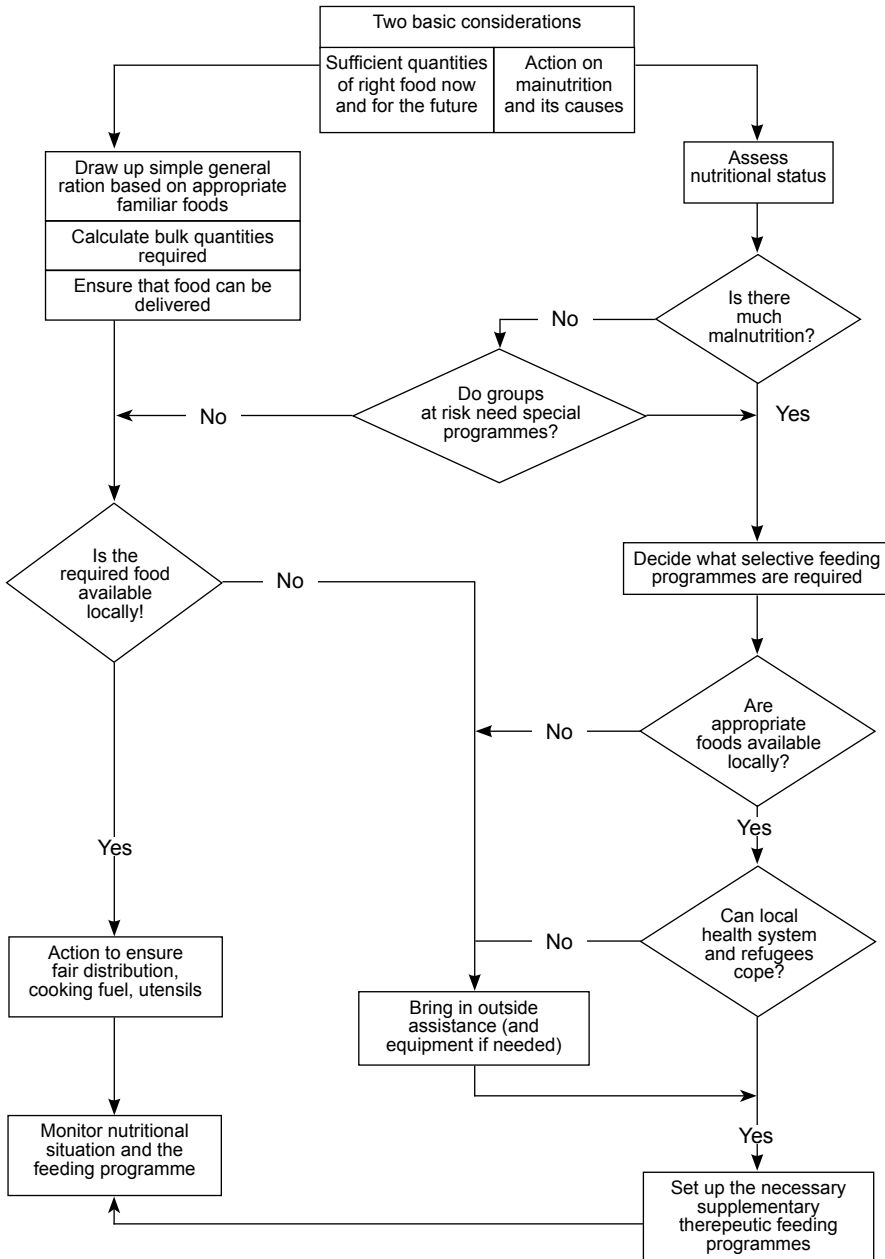 Two basic considerations
Sufficient quantities
of right food now
and for the future
Action on
mainutrition
and its causes
Draw up simple general
ration based on appropriate
familiar foods
Calculate bulk quantities
required
Ensure that food can be
delivered
Assess
nutritional status
Is there
much
malnutrition?
No
Do groups
at risk need special
programmes?
No
Yes
Is the
required food
available
locally!
No
Decide what selective feeding
programmes are required
Are
appropriate
foods available
locally?
No
Yes
Yes
Can local
health system
and refugees
cope?
No
Action to ensure
fair distribution,
cooking fuel, utensils
Bring in outside
assistance (and
equipment if needed)
Monitor nutritional
situation and the
feeding programme
Yes
Set up the necessary
supplementary
therepeutic feeding
programmes